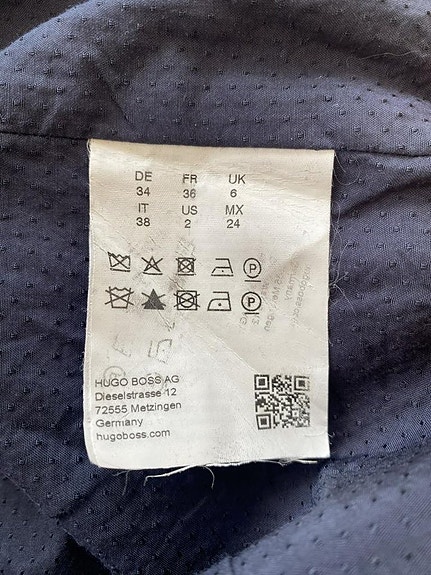 DE FR UK
34 36 6
IT US MX
38 2 24
P
P
HUGO BOSS AG
Dieselstrasse 12
72555 Metzingen
Germany
hugoboss.com